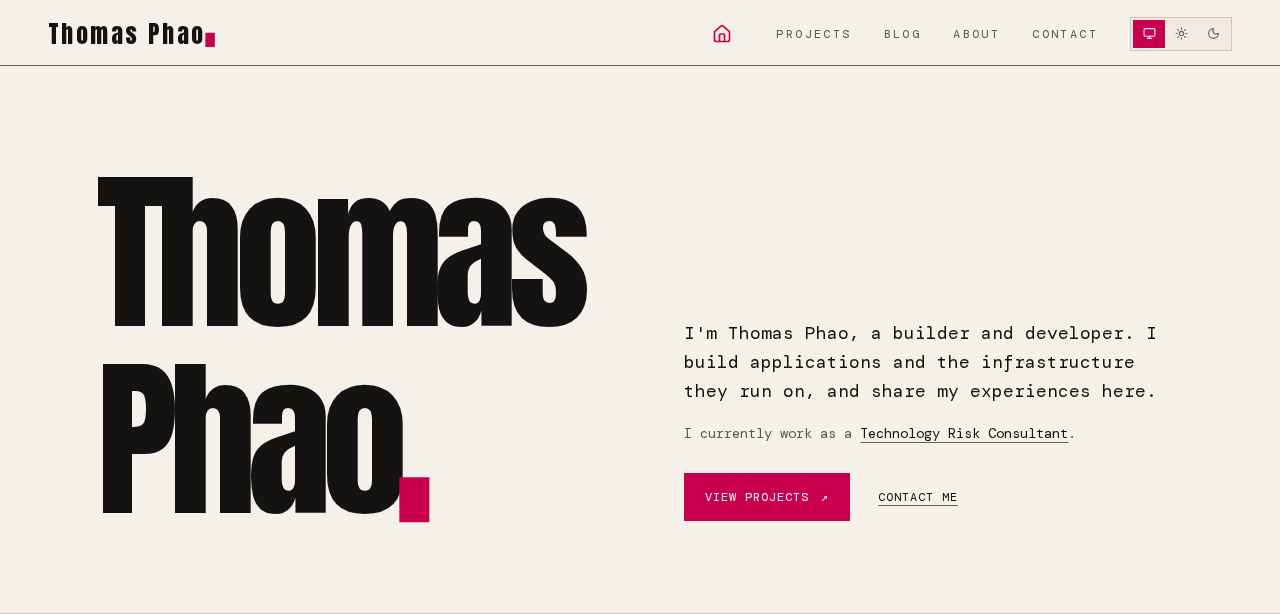 Thomas Phao.
PROJECTS BLOG ABOUT CONTACT
Thomas
Phao.
I'm Thomas Phao, a builder and developer. I
build applications and the infrastructure
they run on, and share my experiences here.
I currently work as a Technology Risk Consultant.
VIEW PROJECTS ↗ CONTACT ME